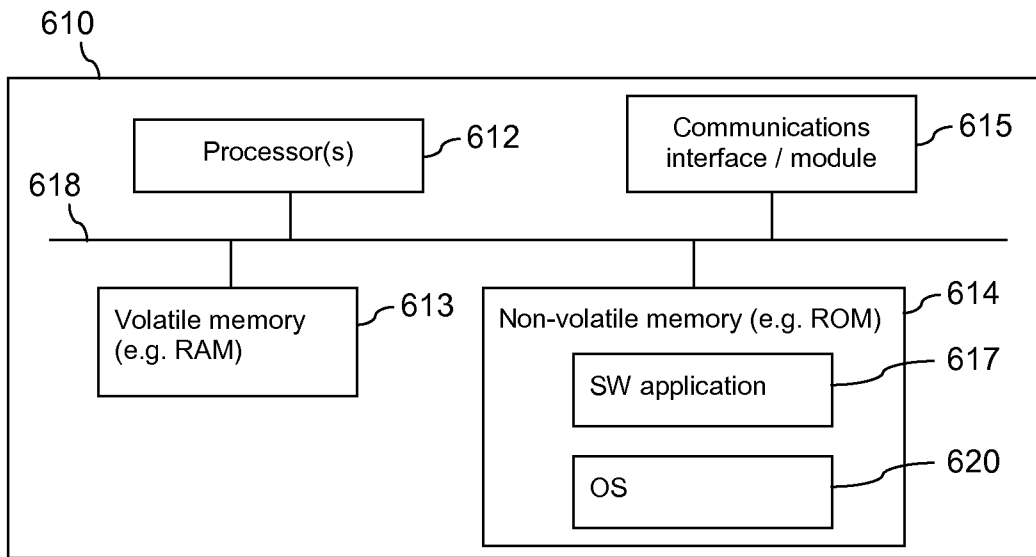 610
Processor(s)
612
Communications
interface / module
615
618
Volatile memory
(e.g. RAM)
613
Non-volatile memory (e.g. ROM)
614
SW application
617
OS
620